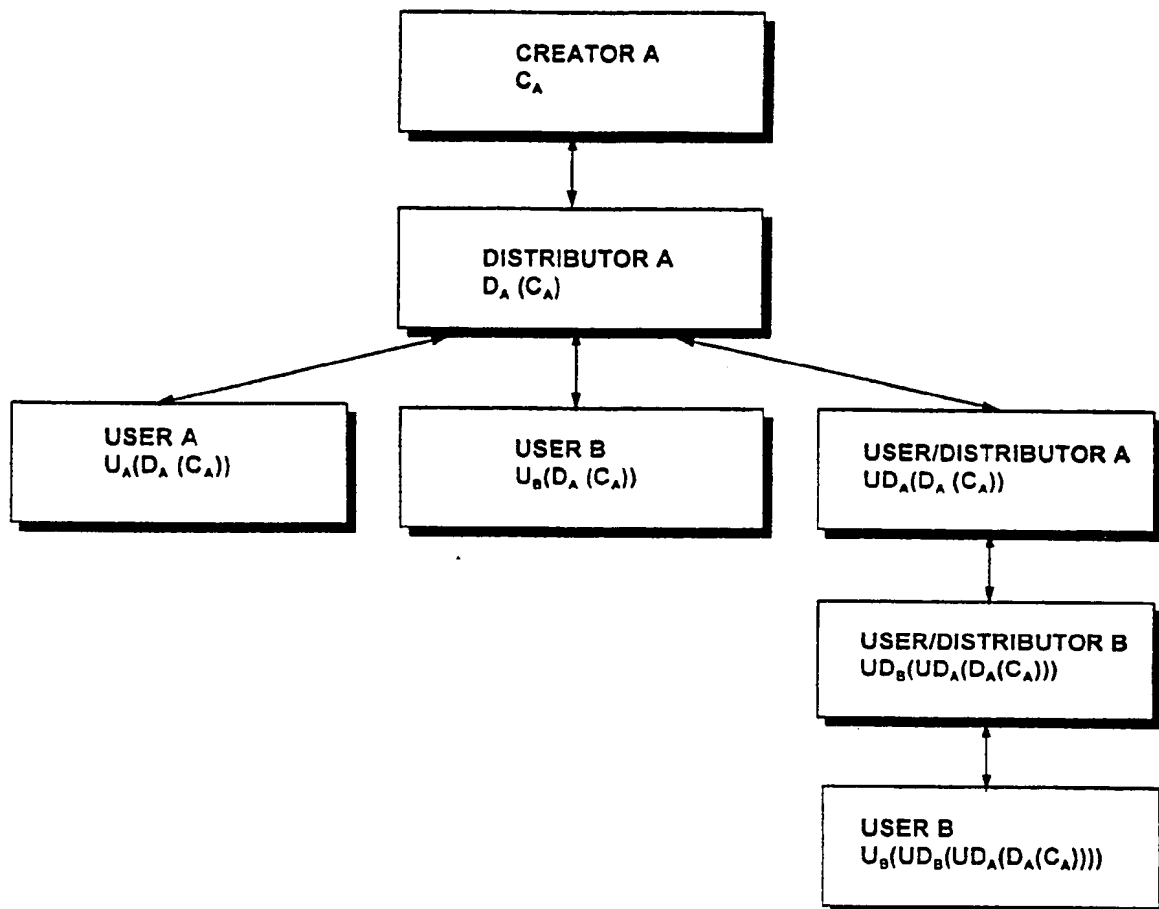 CREATOR A
C_A
DISTRIBUTOR A
D_A (C_A)
USER A
U_A(D_A (C_A))
USER B
U_B(D_A (C_A))
USER/DISTRIBUTOR A
UD_A(D_A (C_A))
USER/DISTRIBUTOR B
UD_B(UD_A(D_A(C_A)))
USER B
U_B(UD_B(UD_A(D_A(C_A))))